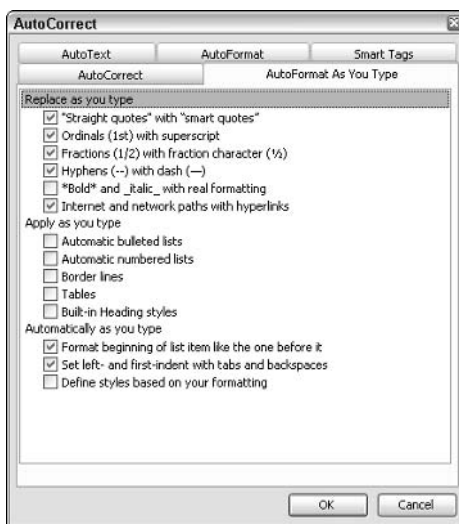 AutoCorrect
AutoText AutoFormat Smart Tags
AutoCorrect AutoFormat As You Type
Replace as you type
"Straight quotes" with “smart quotes”
Ordinals (1st) with superscript
Fractions (1/2) with fraction character (½)
Hyphens (--) with dash (—)
*Bold* and _italic_ with real formatting
Internet and network paths with hyperlinks
Apply as you type
Automatic bulleted lists
Automatic numbered lists
Border lines
Tables
Built-in Heading styles
Automatically as you type
Format beginning of list item like the one before it
Set left- and first-indent with tabs and backspaces
Define styles based on your formatting
OK Cancel